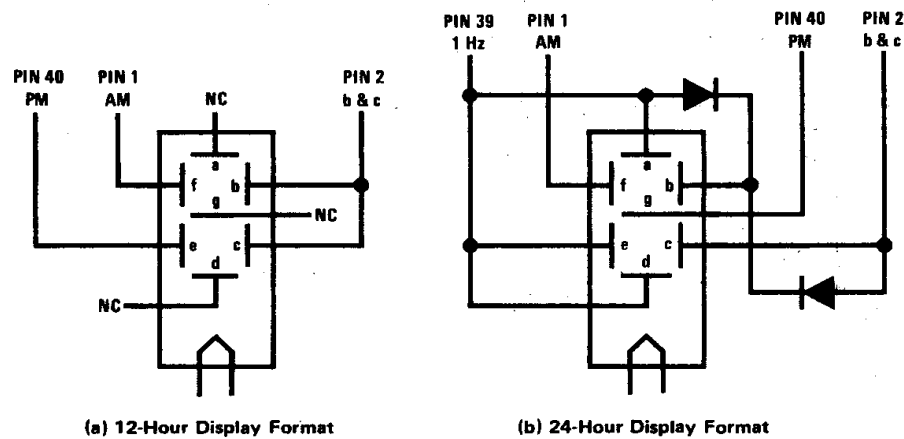 PIN 40
PM
PIN 1
AM
NC
PIN 2
b & c
a
f
b
g
NC
e
c
d
NC
(a) 12-Hour Display Format
PIN 39
1 Hz
PIN 1
AM
PIN 40
PM
PIN 2
b & c
a
f
b
g
e
c
d
(b) 24-Hour Display Format